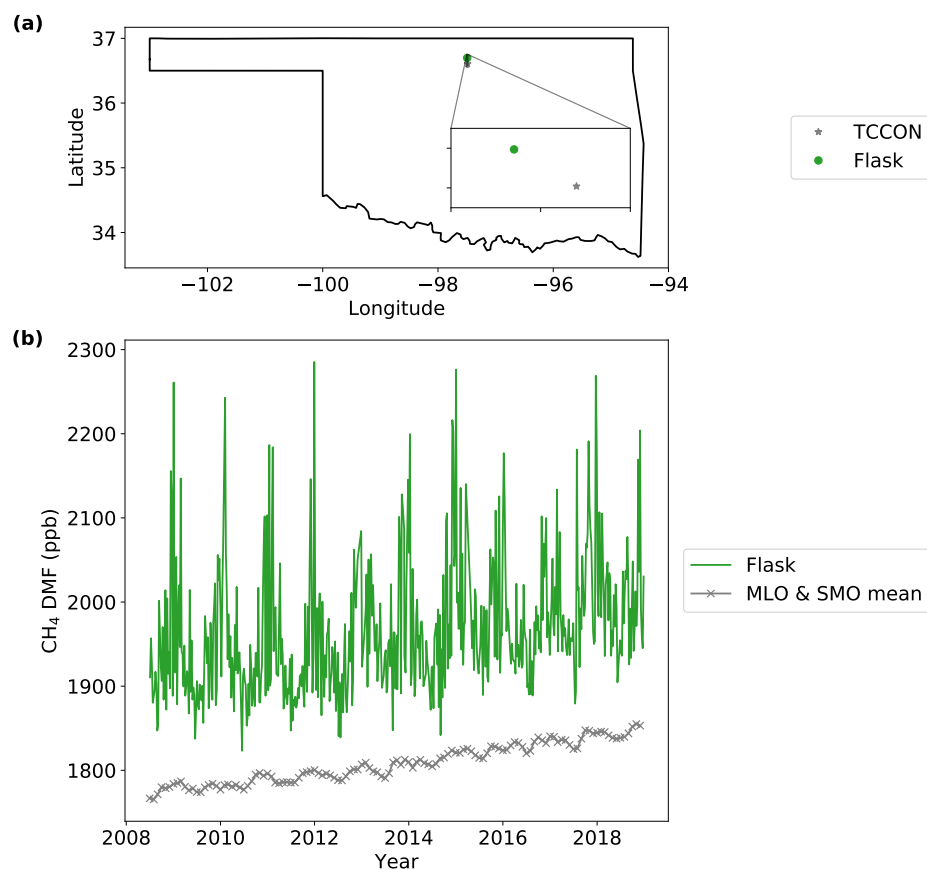 (a)
37
36
35
34
Latitude
−102
−100
−98
−96
−94
Longitude
TCCON
Flask
(b)
2300
2200
2100
2000
1900
1800
CH₄ DMF (ppb)
2008
2010
2012
2014
2016
2018
Year
Flask
MLO & SMO mean